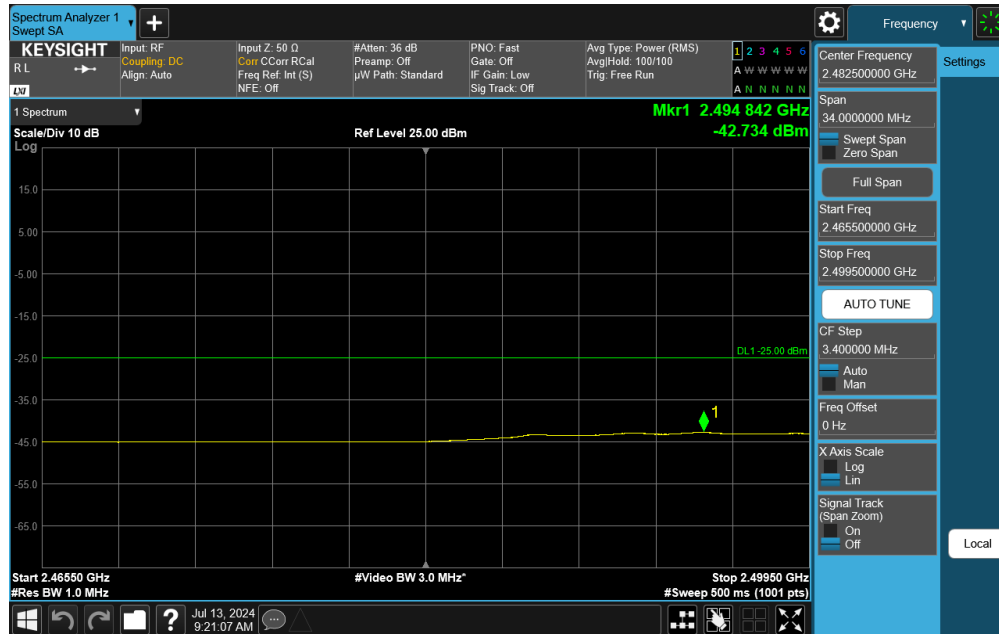 Spectrum Analyzer 1
Swept SA
+
Frequency
KEYSIGHT
R L
LXI
Input: RF
Coupling: DC
Align: Auto
Input Z: 50 Ω
Corr CCorr RCal
Freq Ref: Int (S)
NFE: Off
#Atten: 36 dB
Preamp: Off
µW Path: Standard
PNO: Fast
Gate: Off
IF Gain: Low
Sig Track: Off
Avg Type: Power (RMS)
Avg|Hold: 100/100
Trig: Free Run
1 2 3 4 5 6
A W W W W W
A N N N N N
1 Spectrum
Scale/Div 10 dB
Log
Ref Level 25.00 dBm
Mkr1 2.494 842 GHz
-42.734 dBm
15.0
5.00
-5.00
-15.0
-25.0
-35.0
-45.0
-55.0
-65.0
DL1 -25.00 dBm
1
Start 2.46550 GHz
#Res BW 1.0 MHz
#Video BW 3.0 MHz*
Stop 2.49950 GHz
#Sweep 500 ms (1001 pts)
Center Frequency
2.482500000 GHz
Settings
Span
34.0000000 MHz
Swept Span
Zero Span
Full Span
Start Freq
2.465500000 GHz
Stop Freq
2.499500000 GHz
AUTO TUNE
CF Step
3.400000 MHz
Auto
Man
Freq Offset
0 Hz
X Axis Scale
Log
Lin
Signal Track
(Span Zoom)
On
Off
Local
?
Jul 13, 2024
9:21:07 AM